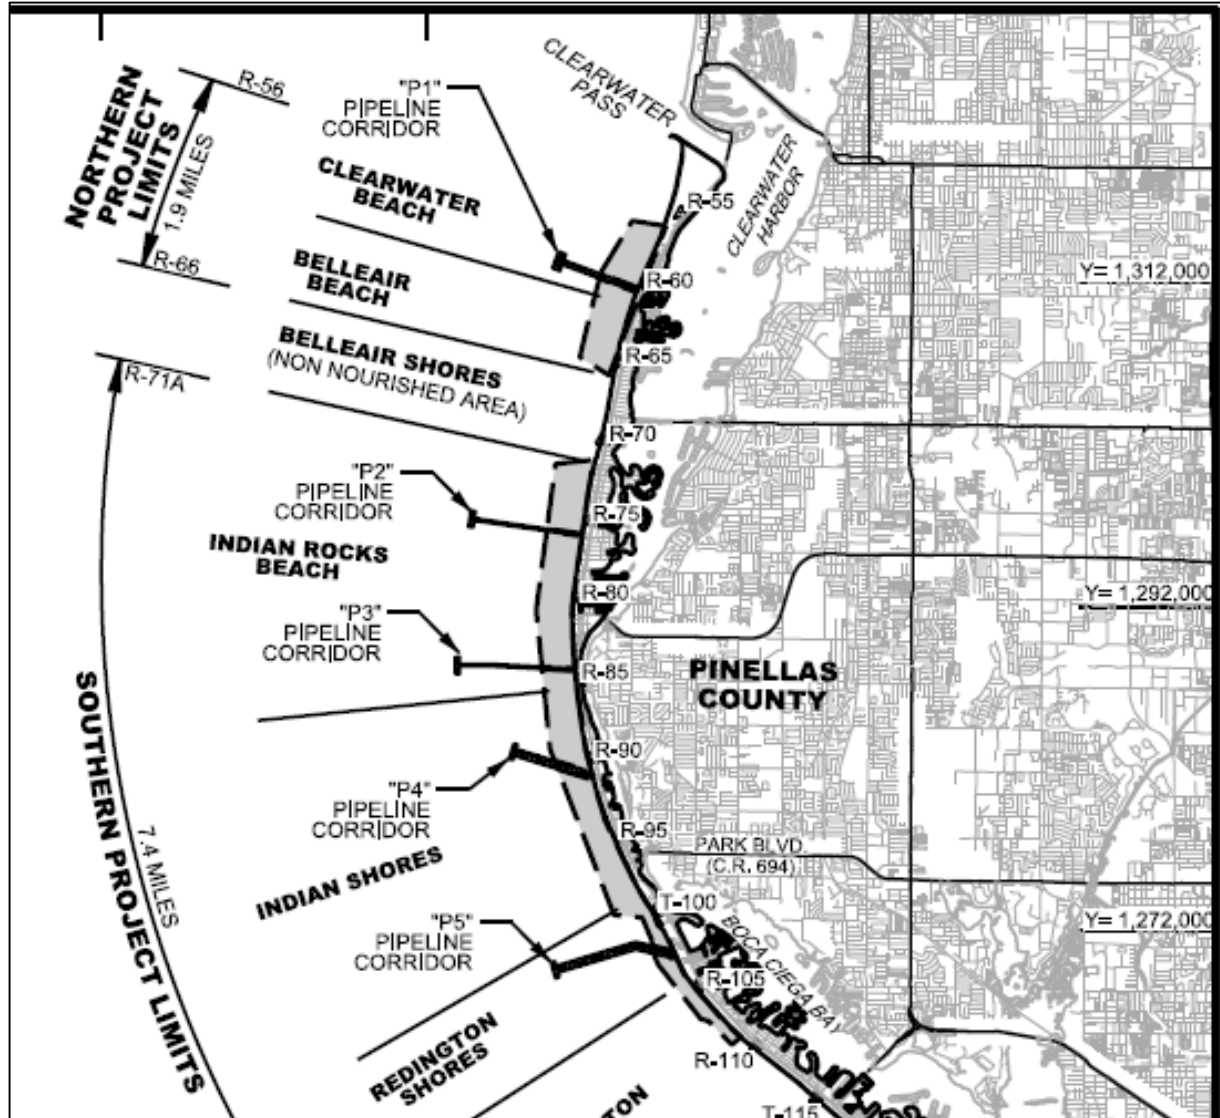 R-56
NORTHERN
PROJECT
LIMITS
1.9 MILES
R-66
"P1"
PIPELINE
CORRIDOR
CLEARWATER
PASS
CLEARWATER
BEACH
R-55
CLEARWATER
HARBOR
BELLEAIR
BEACH
R-60
Y= 1,312,000
BELLEAIR SHORES
(NON NOURISHED AREA)
R-65
R-71A
R-70
"P2"
PIPELINE
CORRIDOR
R-75
INDIAN ROCKS
BEACH
R-80
Y= 1,292,000
"P3"
PIPELINE
CORRIDOR
R-85
PINELLAS
COUNTY
SOUTHERN PROJECT LIMITS
7.4 MILES
R-90
"P4"
PIPELINE
CORRIDOR
R-95
PARK BLVD
(C.R. 694)
INDIAN SHORES
T-100
"P5"
PIPELINE
CORRIDOR
BOCA CIEGA BAY
Y= 1,272,000
R-105
REDINGTON
SHORES
R-110
TON
T-115